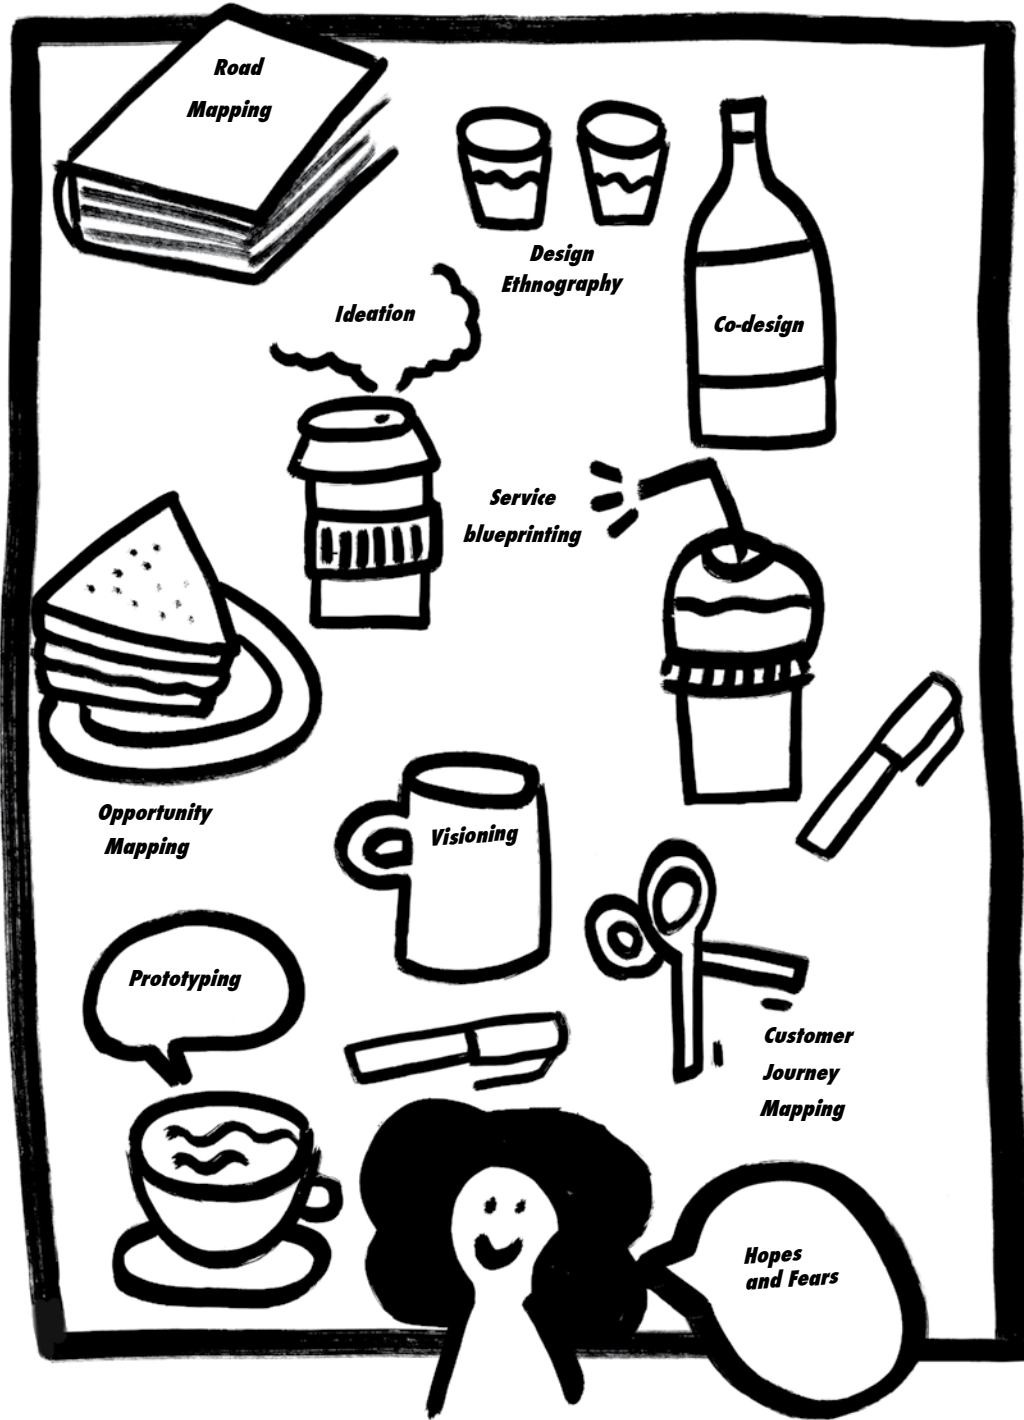 Road
Mapping
Design
Ethnography
Ideation
Co-design
Service
blueprinting
Opportunity
Mapping
Visioning
Prototyping
Customer
Journey
Mapping
Hopes
and Fears